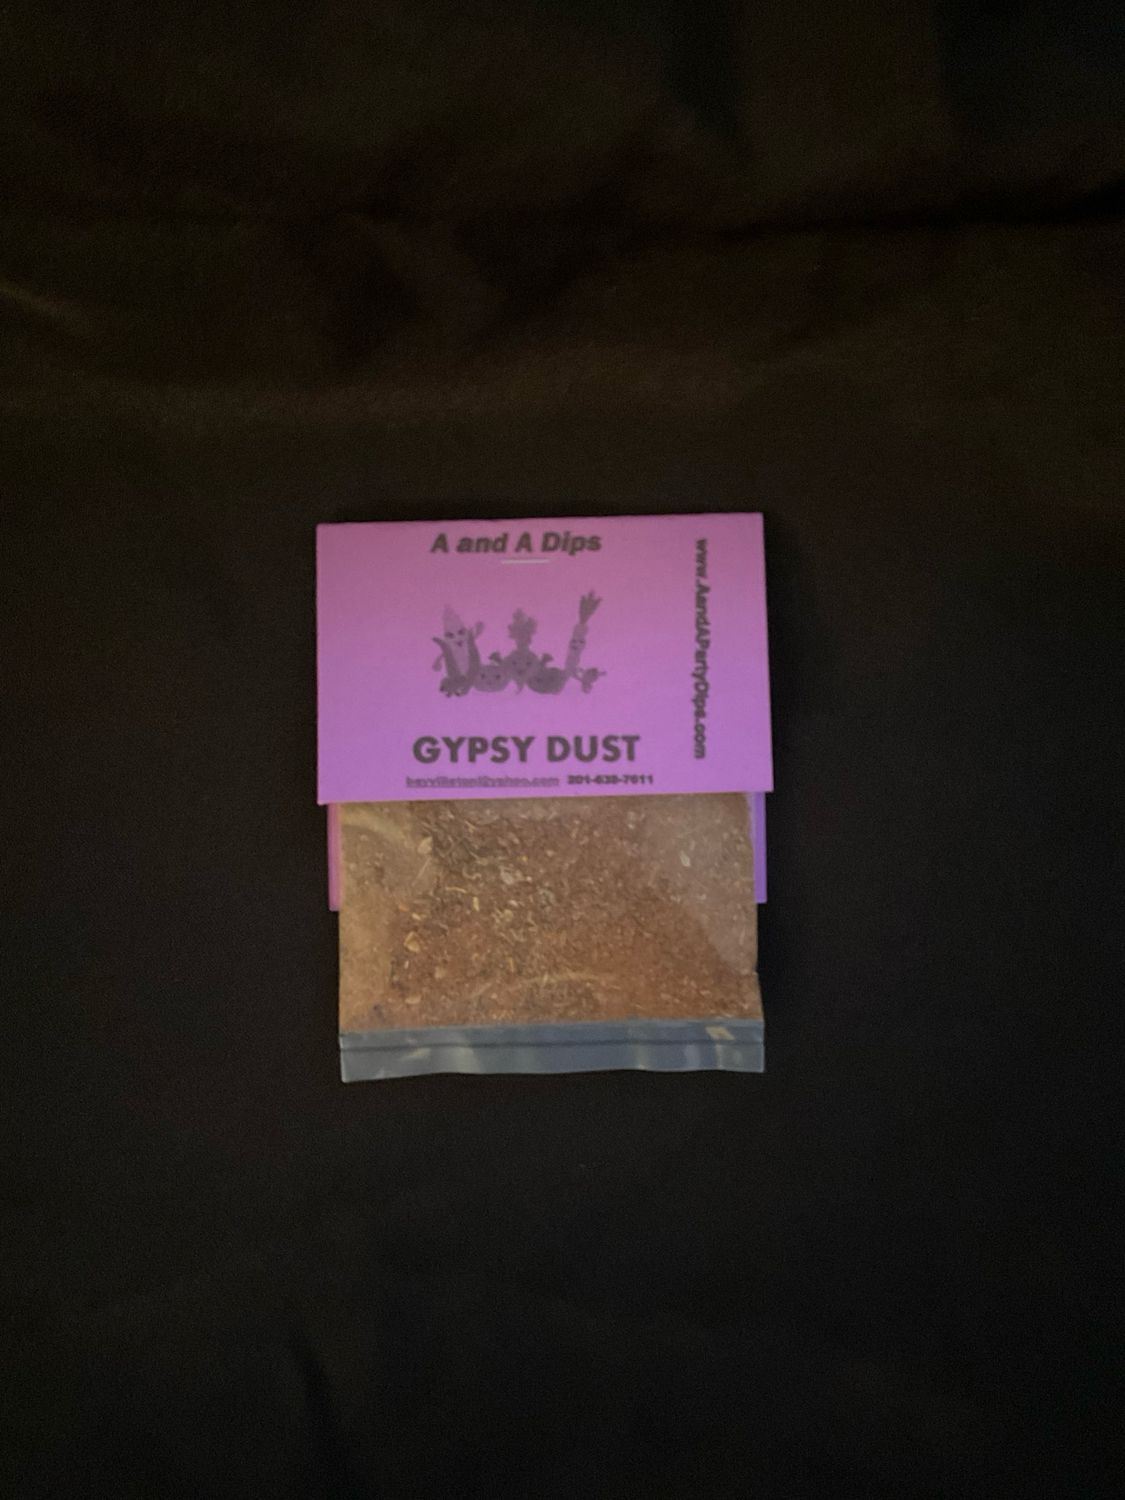 A and A Dips
www.AandAPartyDips.com
GYPSY DUST